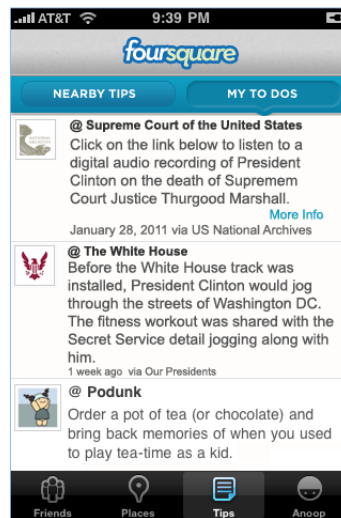 AT&T 9:39 PM
foursquare
NEARBY TIPS MY TO DOS
@ Supreme Court of the United States
Click on the link below to listen to a
digital audio recording of President
Clinton on the death of Supremem
Court Justice Thurgood Marshall.
More Info
January 28, 2011 via US National Archives
@ The White House
Before the White House track was
installed, President Clinton would jog
through the streets of Washington DC.
The fitness workout was shared with the
Secret Service detail jogging along with
him.
1 week ago via Our Presidents
@ Podunk
Order a pot of tea (or chocolate) and
bring back memories of when you used
to play tea-time as a kid.
Friends Places Tips Anoop